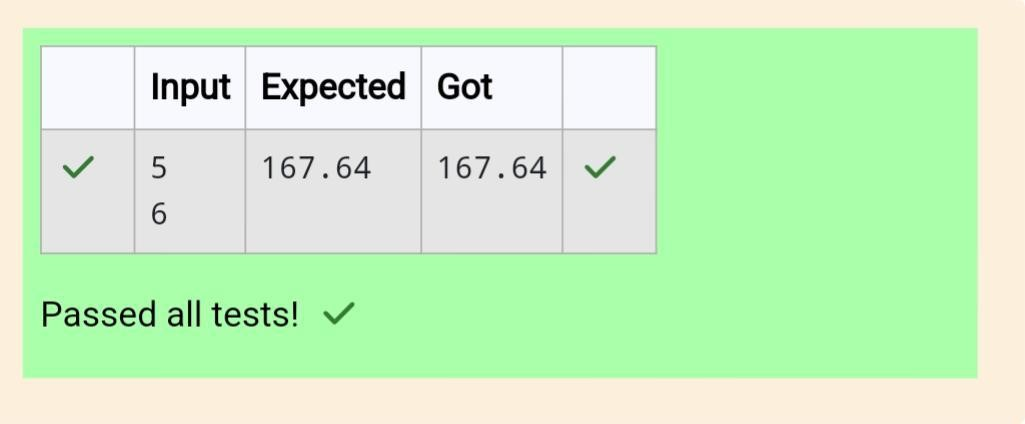 Input Expected Got
5 167.64 167.64
6
Passed all tests!